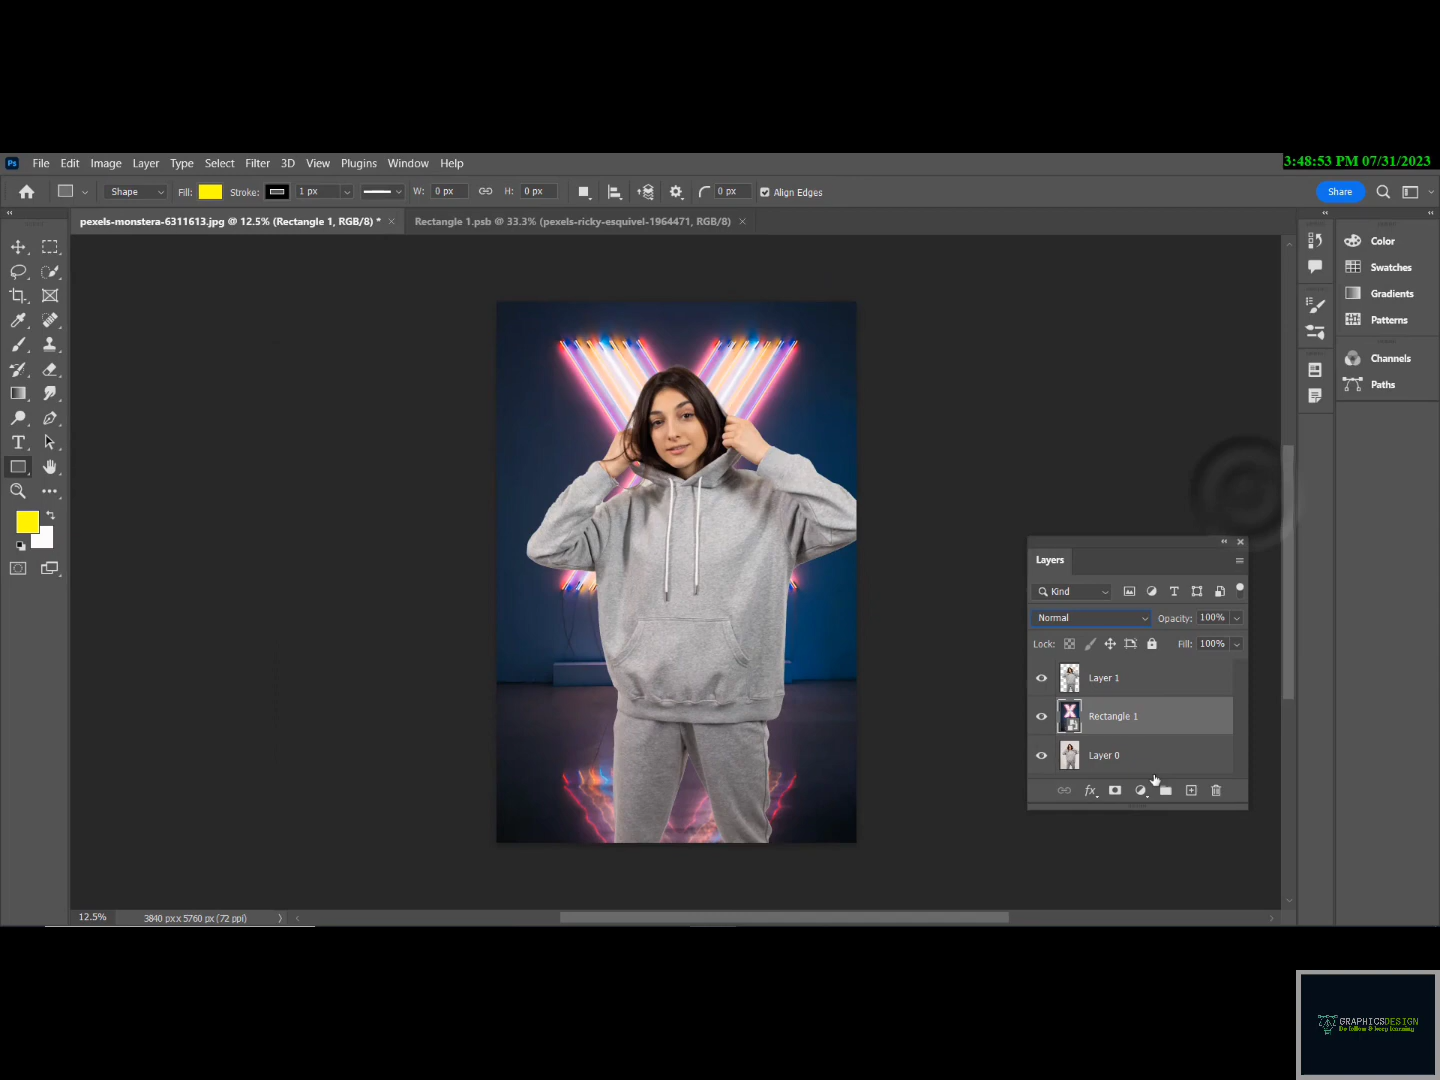 Ps File Edit Image Layer Type Select Filter 3D View Plugins Window Help
3:48:53 PM 07/31/2023
Shape Fill: Stroke: 1 px W: 0 px H: 0 px 0 px Align Edges Share
pexels-monstera-6311613.jpg @ 12.5% (Rectangle 1, RGB/8) * Rectangle 1.psb @ 33.3% (pexels-ricky-esquivel-1964471, RGB/8)
Color
Swatches
Gradients
Patterns
Channels
Paths
Layers
Kind
Normal Opacity: 100%
Lock: Fill: 100%
Layer 1
Rectangle 1
Layer 0
fx
12.5% 3840 px x 5760 px (72 ppi)
GRAPHICSDESIGN